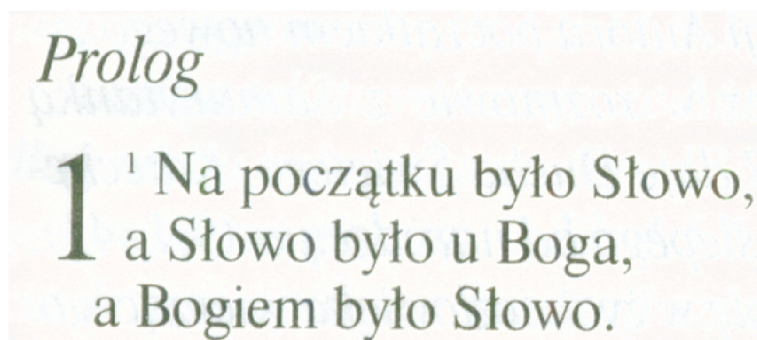 Prolog
1 ¹ Na początku było Słowo,
a Słowo było u Boga,
a Bogiem było Słowo.